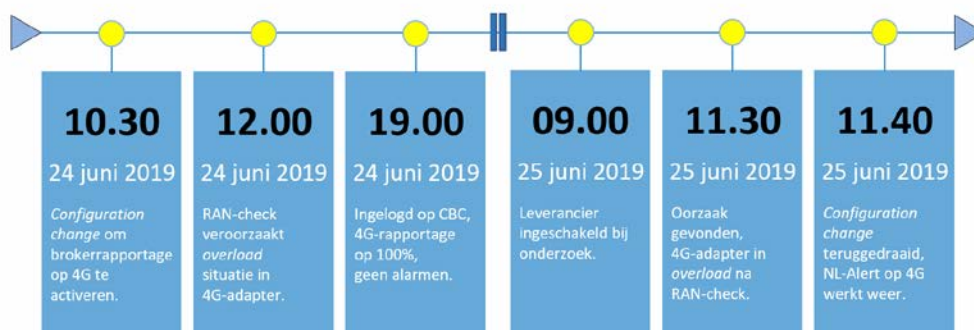 10.30
24 juni 2019
Configuration
change om
brokerrapportage
op 4G te
activeren.
12.00
24 juni 2019
RAN-check
veroorzaakt
overload
situatie in
4G-adapter.
19.00
24 juni 2019
Ingelogd op CBC,
4G-rapportage
op 100%,
geen alarmen.
09.00
25 juni 2019
Leverancier
ingeschakeld bij
onderzoek.
11.30
25 juni 2019
Oorzaak
gevonden,
4G-adapter in
overload na
RAN-check.
11.40
25 juni 2019
Configuration
change
teruggedraaid,
NL-Alert op 4G
werkt weer.